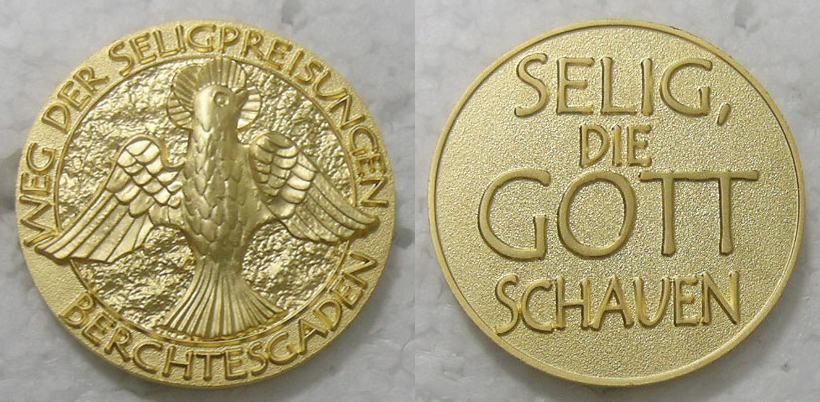 WEG DER SELIGPREISUNGEN
BERCHTESGADEN
SELIG,
DIE
GOTT
SCHAUEN